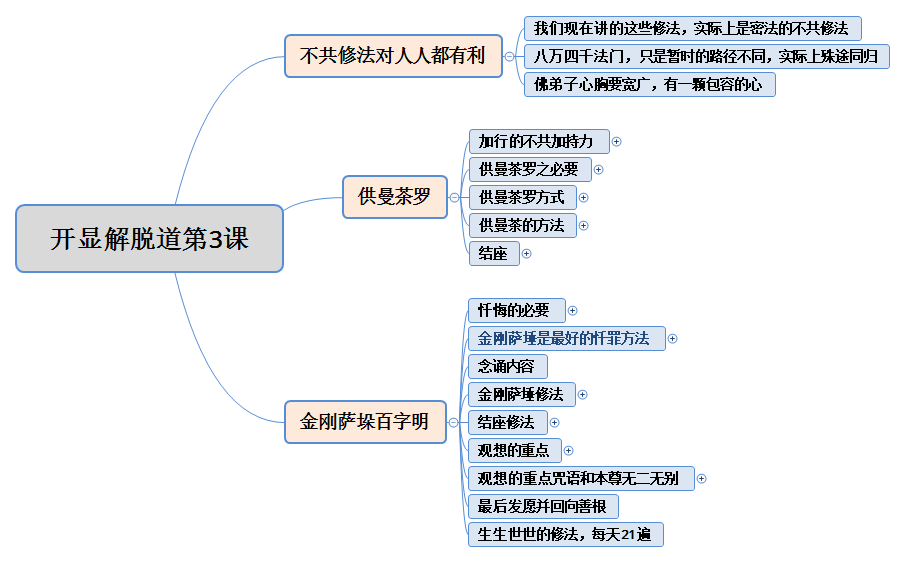 开显解脱道第3课
不共修法对人人都有利
我们现在讲的这些修法，实际上是密法的不共修法
八万四千法门，只是暂时的路径不同，实际上殊途同归
佛弟子心胸要宽广，有一颗包容的心
供曼茶罗
加行的不共加持力
供曼茶罗之必要
供曼茶罗方式
供曼茶的方法
结座
金刚萨垛百字明
忏悔的必要
金刚萨埵是最好的忏罪方法
念诵内容
金刚萨埵修法
结座修法
观想的重点
观想的重点咒语和本尊无二无别
最后发愿并回向善根
生生世世的修法，每天21遍